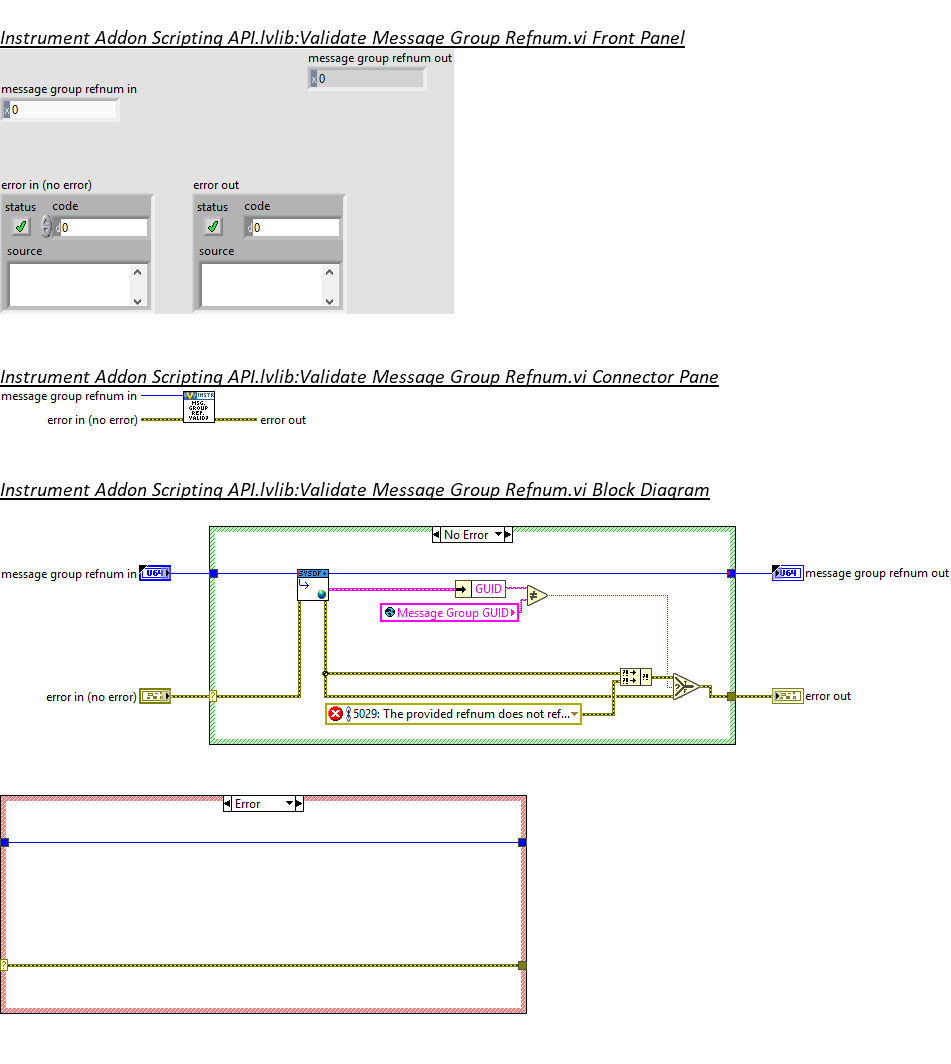 Instrument Addon Scripting API.lvlib:Validate Message Group Refnum.vi Front Panel
message group refnum out
x 0
message group refnum in
x 0
error in (no error)
error out
status code
d 0
source
status code
d 0
source
Instrument Addon Scripting API.lvlib:Validate Message Group Refnum.vi Connector Pane
message group refnum in
INSTR
MSG.
GROUP
REF.
VALID?
error in (no error)
error out
Instrument Addon Scripting API.lvlib:Validate Message Group Refnum.vi Block Diagram
No Error
message group refnum in
U64
SYSDF
U64
message group refnum out
GUID
≠
Message Group GUID
error in (no error)
?
?!
?!
?!
?
error out
5029: The provided refnum does not ref...
Error
?